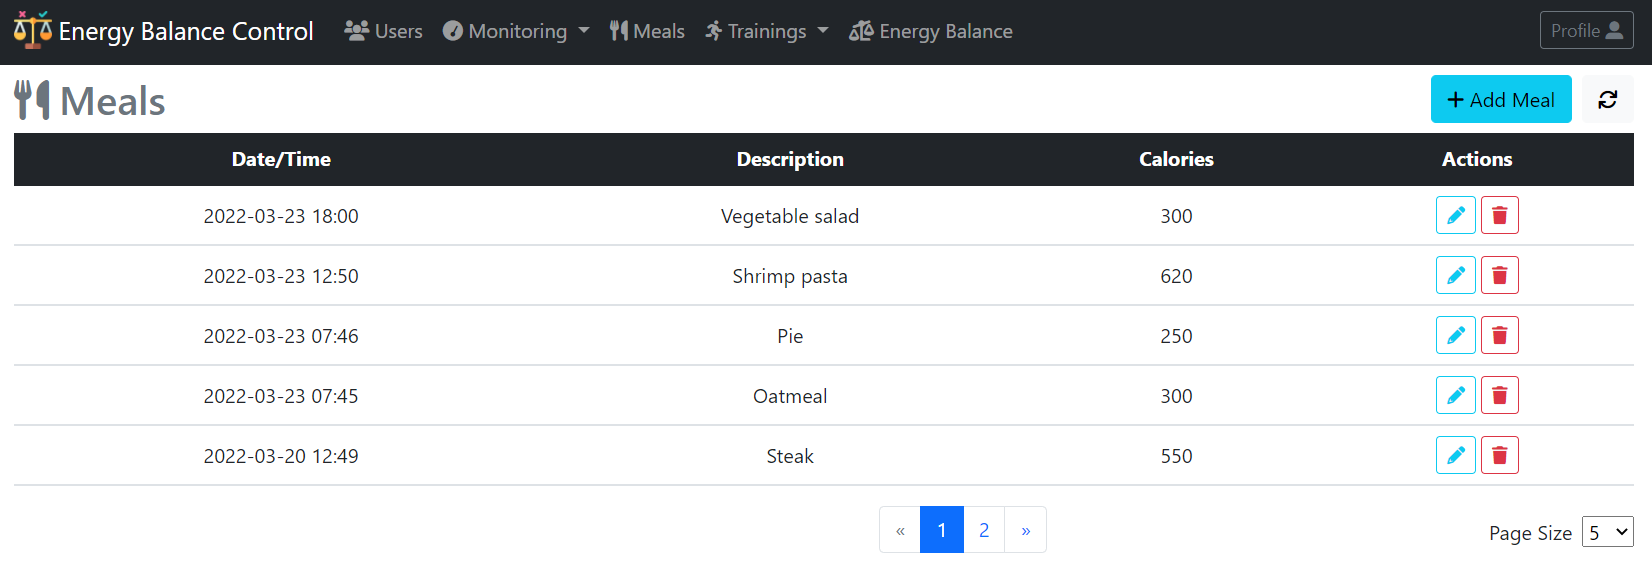 Energy Balance Control Users Monitoring Meals Trainings Energy Balance Profile
Meals + Add Meal
Date/Time Description Calories Actions
2022-03-23 18:00 Vegetable salad 300
2022-03-23 12:50 Shrimp pasta 620
2022-03-23 07:46 Pie 250
2022-03-23 07:45 Oatmeal 300
2022-03-20 12:49 Steak 550
« 1 2 » Page Size 5